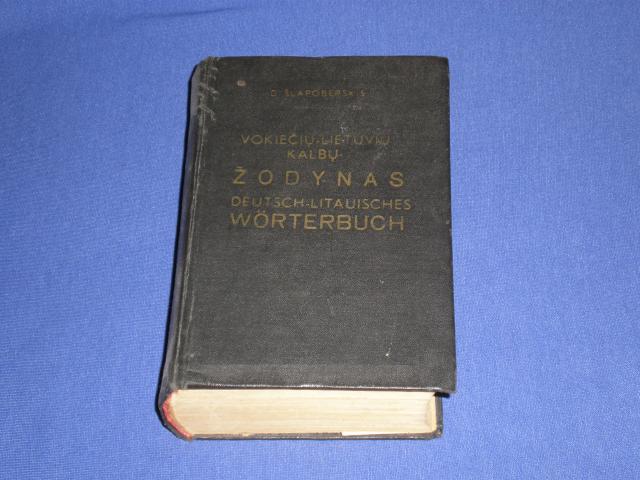 D. ŠLAPOBERSKIS
VOKIEČIŲ-LIETUVIŲ
KALBŲ-
ŽODYNAS
DEUTSCH-LITAUISCHES
WÖRTERBUCH